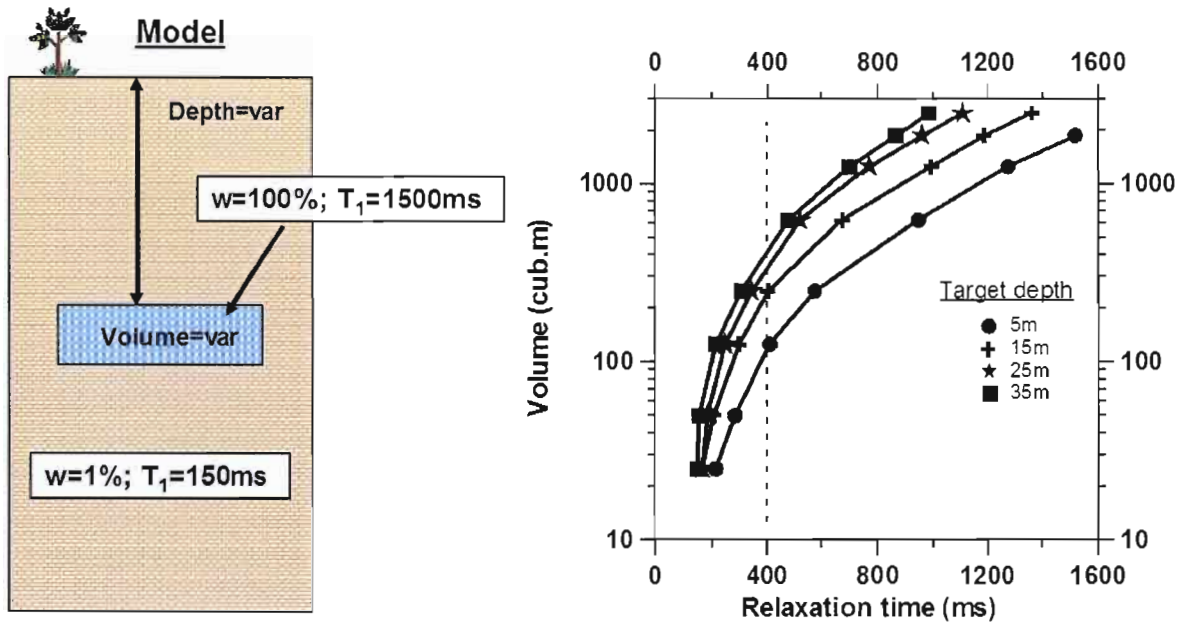 Model
Depth=var
w=100%; T₁=1500ms
Volume=var
w=1%; T₁=150ms
0 400 800 1200 1600
1000 1000
100 100
10 10
Volume (cub.m)
Target depth
5m
15m
25m
35m
0 400 800 1200 1600
Relaxation time (ms)